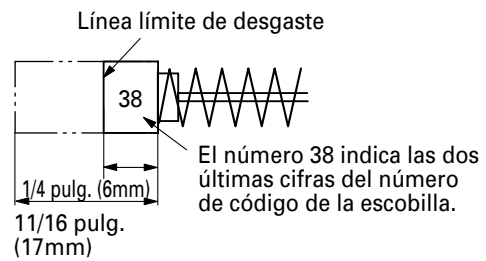 Línea límite de desgaste
38
El número 38 indica las dos
últimas cifras del número
de código de la escobilla.
1/4 pulg. (6mm)
11/16 pulg.
(17mm)